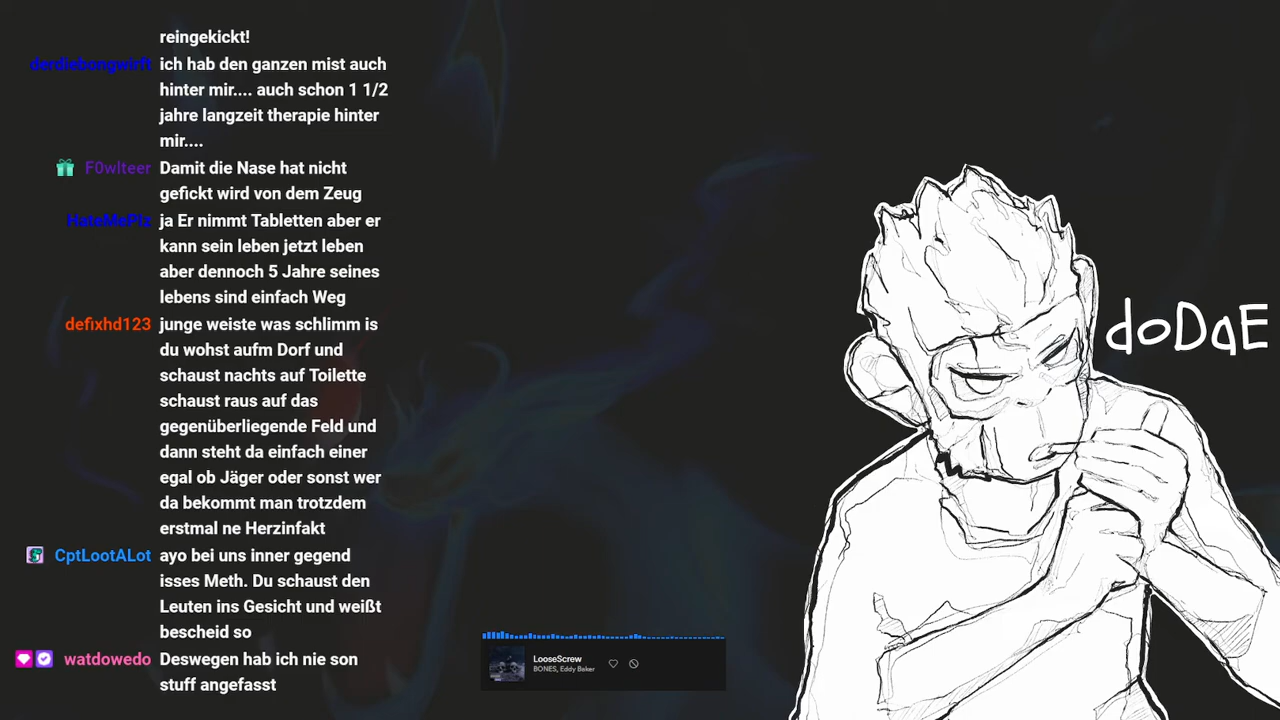 reingekickt!
derdiebongwirft ich hab den ganzen mist auch
hinter mir.... auch schon 1 1/2
jahre langzeit therapie hinter
mir....
F0wlteer Damit die Nase hat nicht
gefickt wird von dem Zeug
HateMePlz ja Er nimmt Tabletten aber er
kann sein leben jetzt leben
aber dennoch 5 Jahre seines
lebens sind einfach Weg
defixhd123 junge weiste was schlimm is
du wohst aufm Dorf und
schaust nachts auf Toilette
schaust raus auf das
gegenüberliegende Feld und
dann steht da einfach einer
egal ob Jäger oder sonst wer
da bekommt man trotzdem
erstmal ne Herzinfakt
CptLootALot ayo bei uns inner gegend
isses Meth. Du schaust den
Leuten ins Gesicht und weißt
bescheid so
watdowedo Deswegen hab ich nie son
stuff angefasst
LooseScrew
BONES, Eddy Baker
doDaE